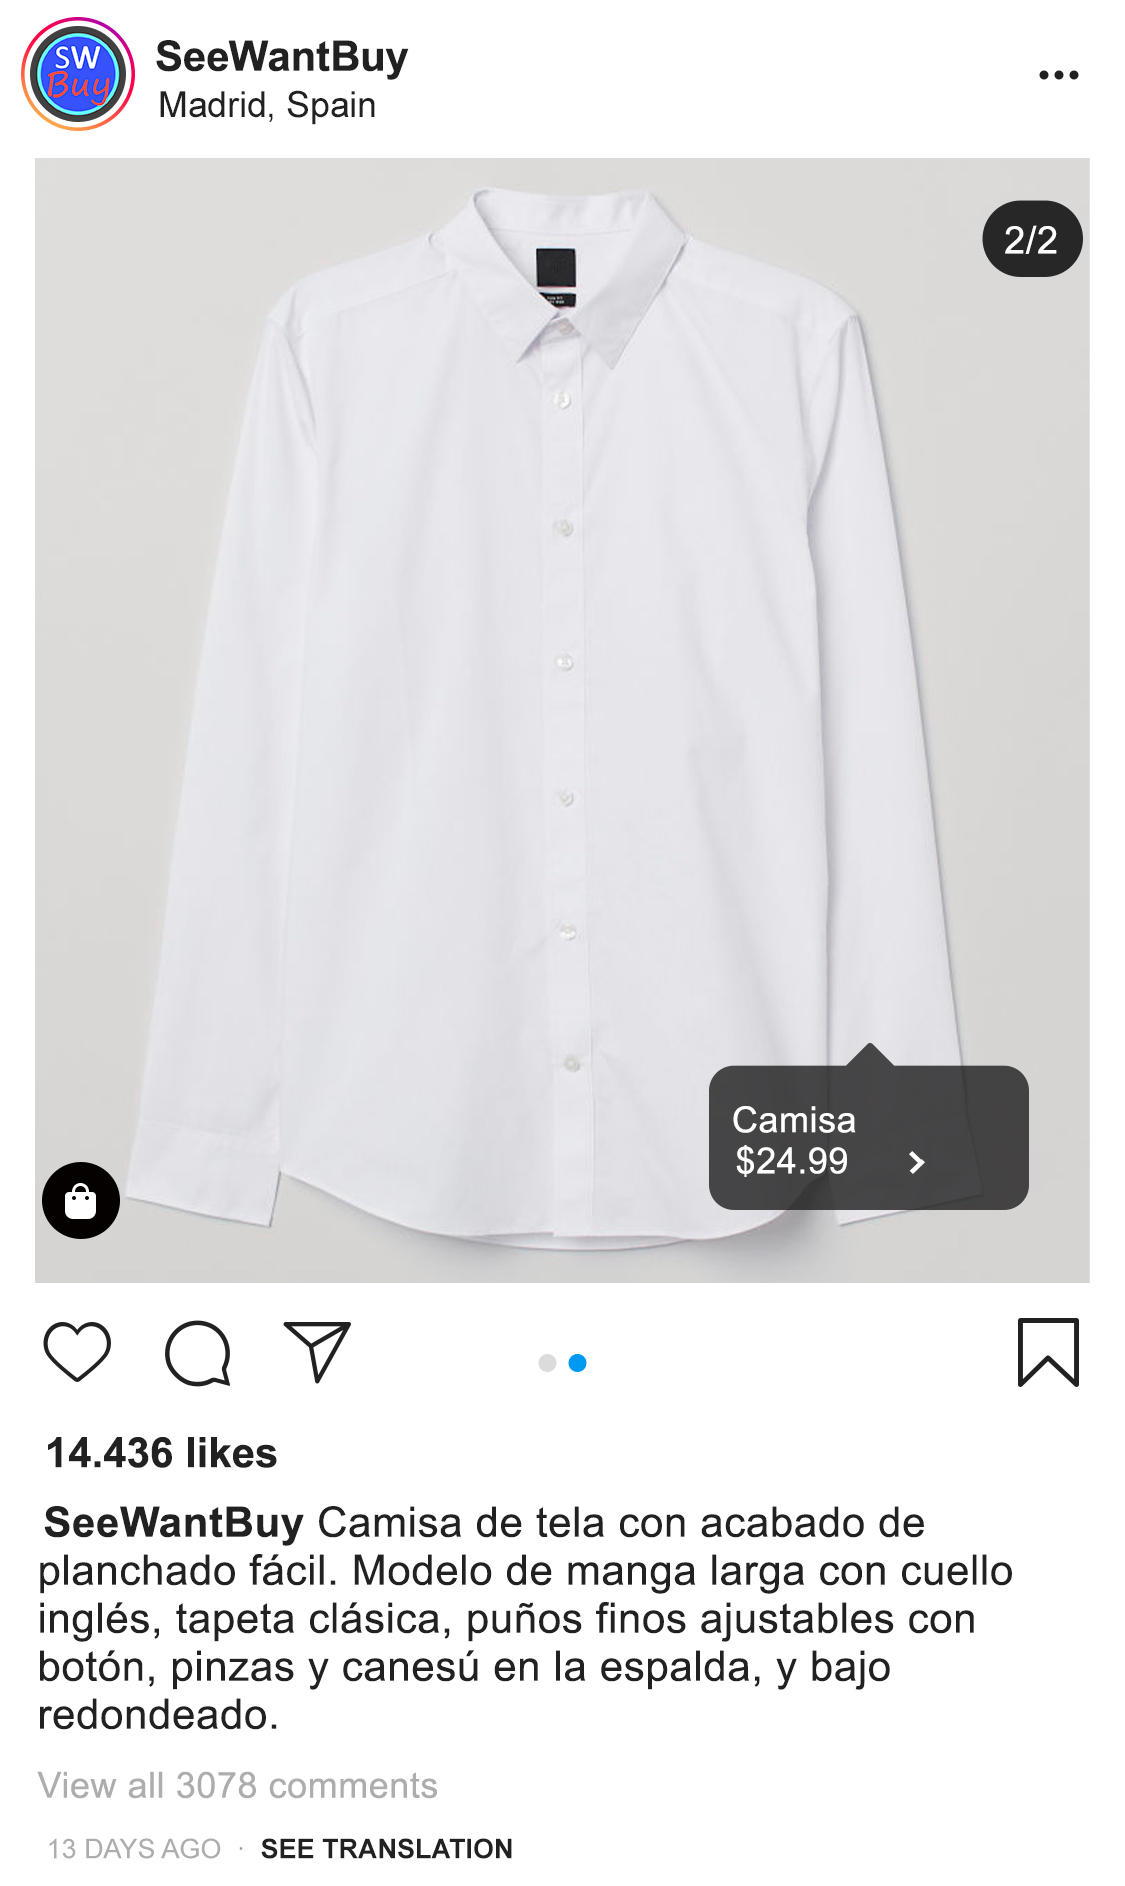 SW
Buy
SeeWantBuy
Madrid, Spain
2/2
Camisa
$24.99
14.436 likes
SeeWantBuy Camisa de tela con acabado de
planchado fácil. Modelo de manga larga con cuello
inglés, tapeta clásica, puños finos ajustables con
botón, pinzas y canesú en la espalda, y bajo
redondeado.
View all 3078 comments
13 DAYS AGO · SEE TRANSLATION